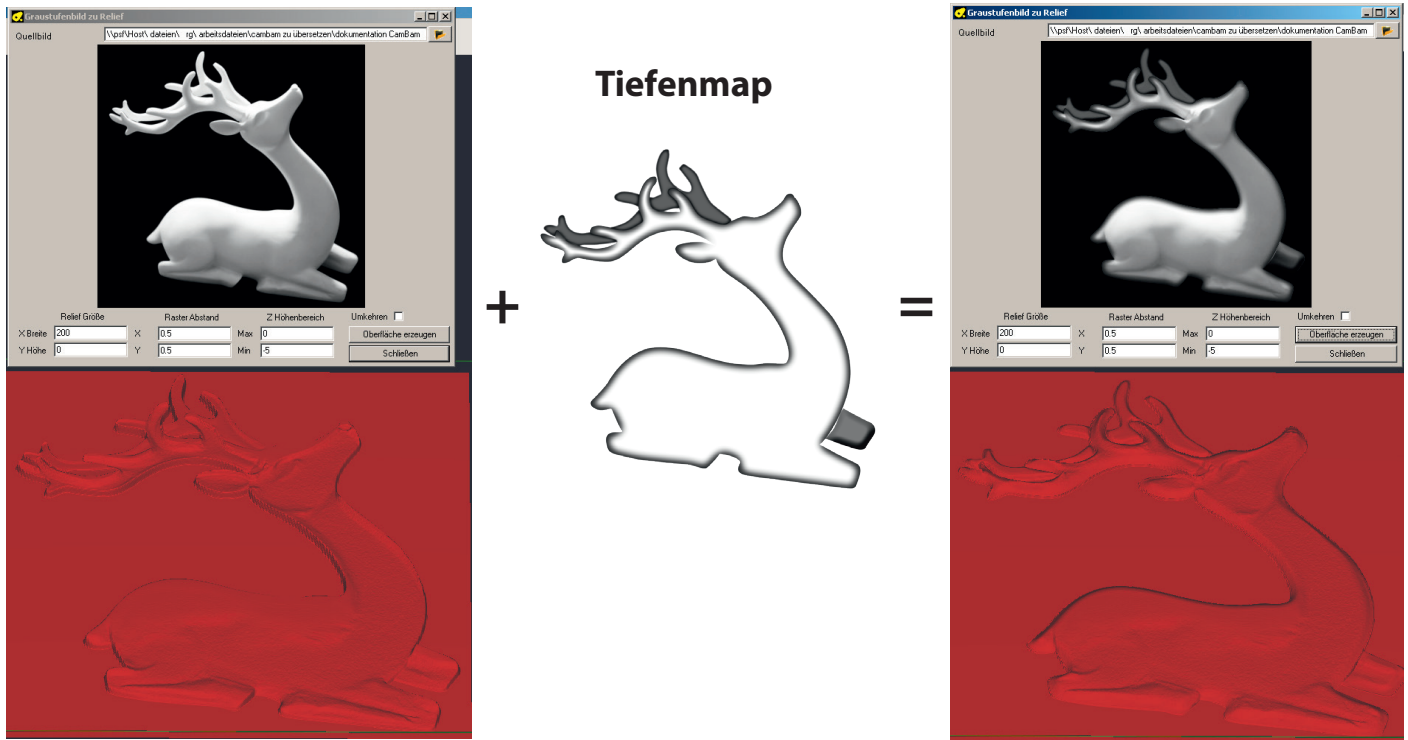 Graustufenbild zu Relief
Quellbild \\psf\Host\ dateien\ rg\ arbeitsdateien\cambam zu übersetzen\dokumentation CamBam
Relief Größe Raster Abstand Z Höhenbereich Umkehren
X Breite 200 X 0.5 Max 0 Oberfläche erzeugen
Y Höhe 0 Y 0.5 Min -5 Schließen
Tiefenmap
+
=
Graustufenbild zu Relief
Quellbild \\psf\Host\ dateien\ rg\ arbeitsdateien\cambam zu übersetzen\dokumentation CamBam
Relief Größe Raster Abstand Z Höhenbereich Umkehren
X Breite 200 X 0.5 Max 0 Oberfläche erzeugen
Y Höhe 0 Y 0.5 Min -5 Schließen